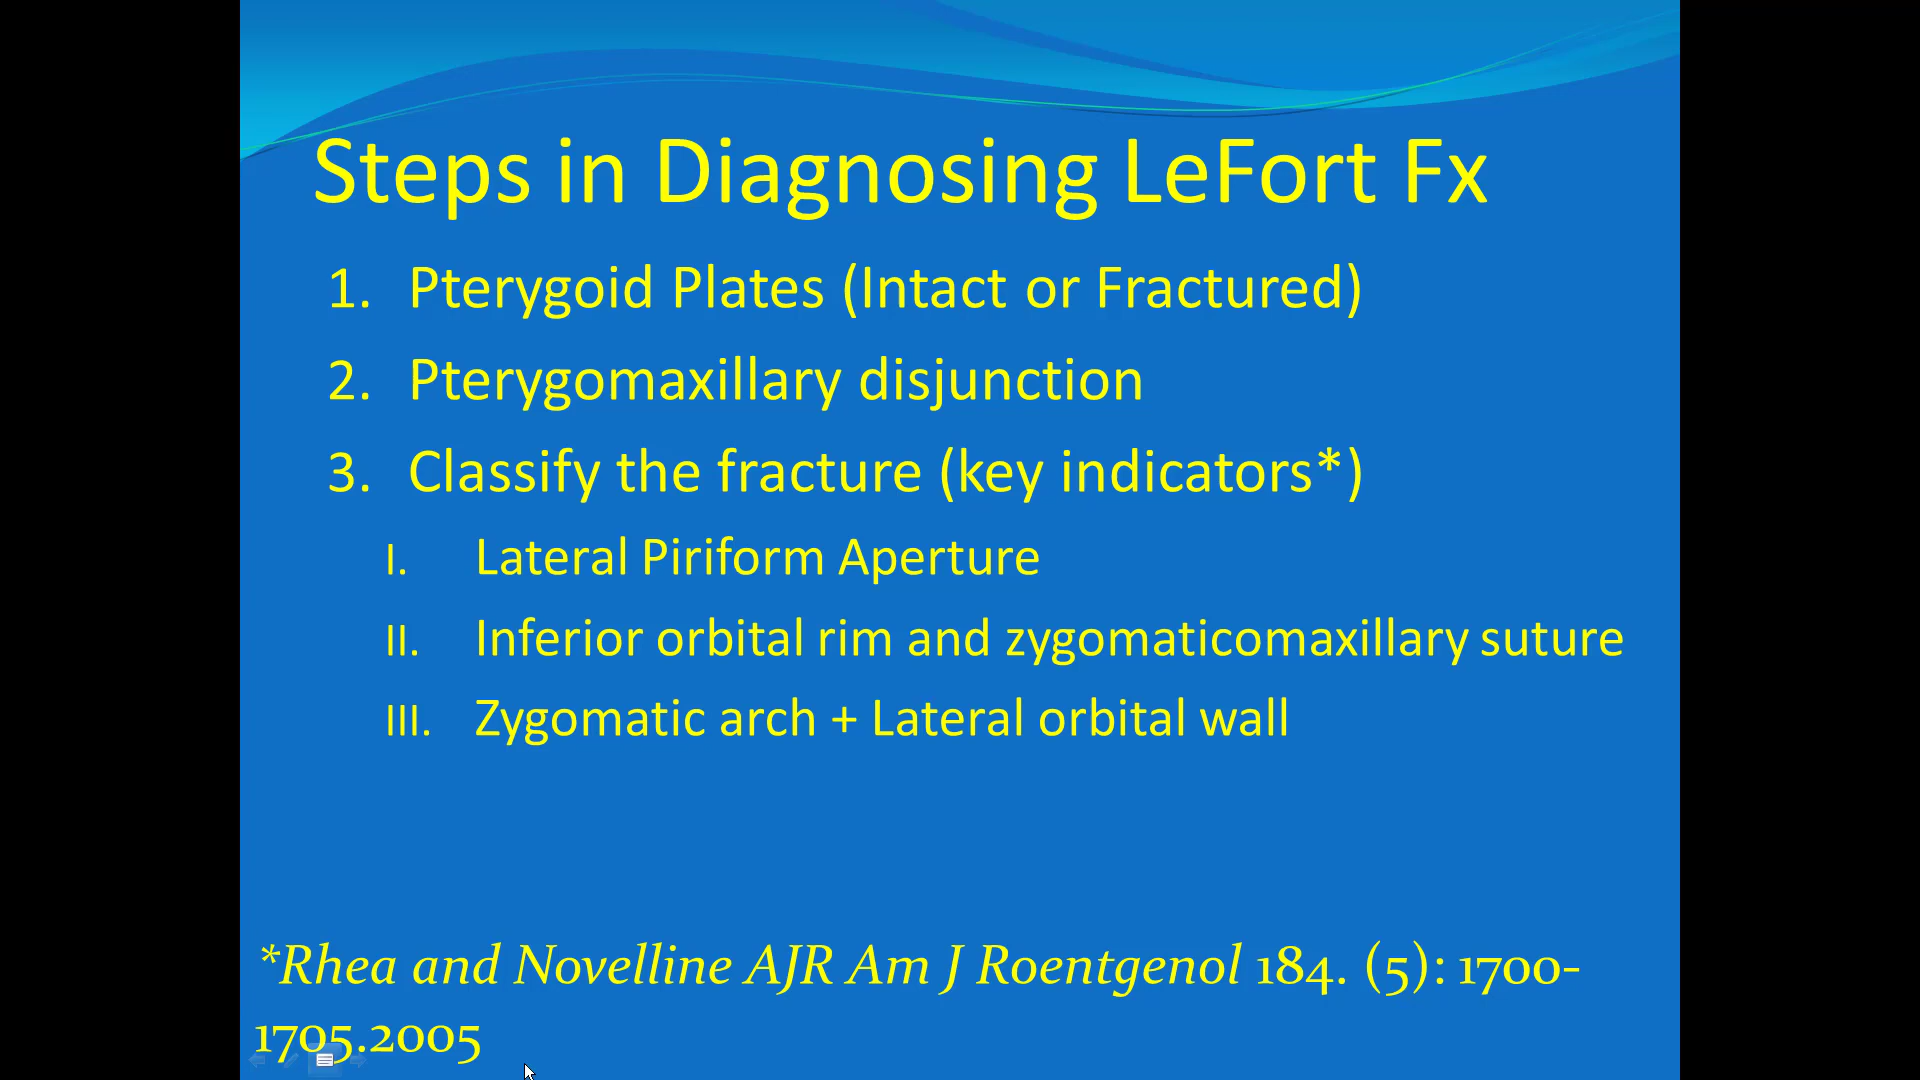 Steps in Diagnosing LeFort Fx
1. Pterygoid Plates (Intact or Fractured)
2. Pterygomaxillary disjunction
3. Classify the fracture (key indicators*)
I. Lateral Piriform Aperture
II. Inferior orbital rim and zygomaticomaxillary suture
III. Zygomatic arch + Lateral orbital wall
*Rhea and Novelline AJR Am J Roentgenol 184. (5): 1700-
1705.2005